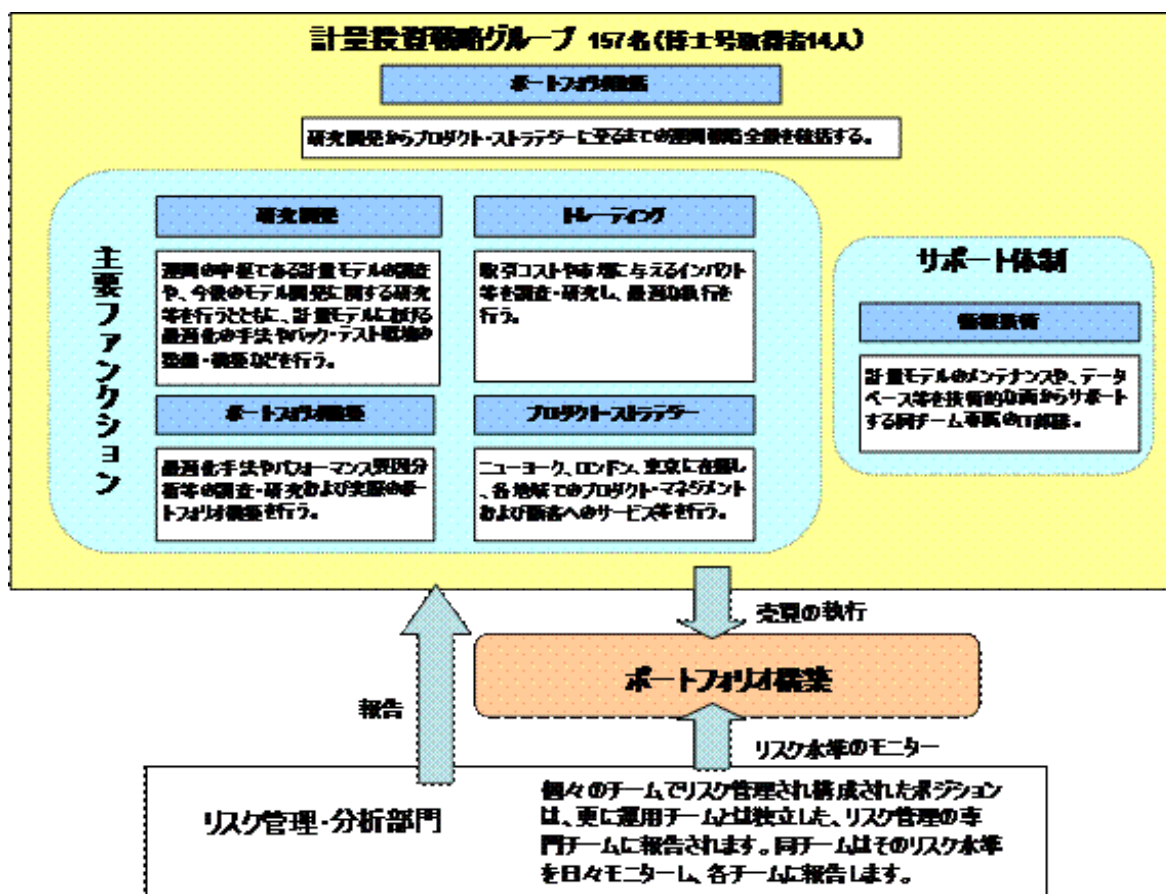 計量投資戦略グループ 157名(博士号取得者14人)
ポートフォリオ統括
研究開発からプロダクト・ストラテジーに至るまでの運用戦略全般を統括する。
主要ファンクション
研究開発
運用の中枢である計量モデルの調査
や、今後のモデル開発に関する研究
等を行うとともに、計量モデルにおける
最適化の手法やバック・テスト環境の
整備・構築などを行う。
トレーディング
取引コストや市場に与えるインパクト
等を調査・研究し、最適な執行を
行う。
ポートフォリオ構築
最適化手法やパフォーマンス要因分
析等の調査・研究および実際のポー
トフォリオ構築を行う。
プロダクトストラテジー
ニューヨーク、ロンドン、東京に在籍し
、各地域でのプロダクト・マネジメント
および顧客へのサービス等を行う。
サポート体制
情報技術
計量モデルのメンテナンスや、データ
ベース等を技術的な面からサポート
する同チーム専属のIT部隊。
売買の執行
ポートフォリオ構築
報告
リスク水準のモニター
リスク管理・分析部門
個々のチームでリスク管理され構成されたポジション
は、更に運用チームとは独立した、リスク管理の専
門チームに報告されます。同チームはそのリスク水準
を日々モニターし、各チームに報告します。